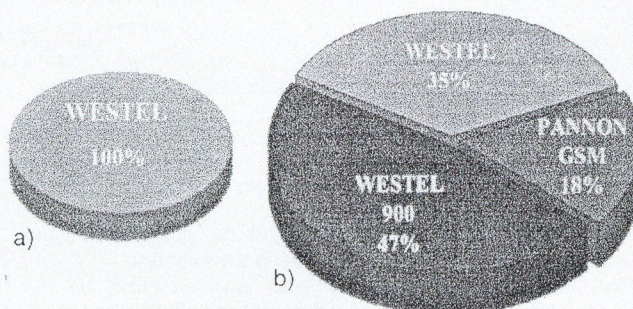 WESTEL
100%
a)
WESTEL
35%
PANNON
GSM
18%
WESTEL
900
47%
b)